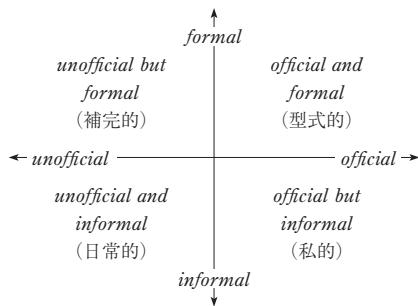 formal
unofficial but
formal
（補完的）
official and
formal
（型式的）
unofficial
official
unofficial and
informal
（日常的）
official but
informal
（私的）
informal